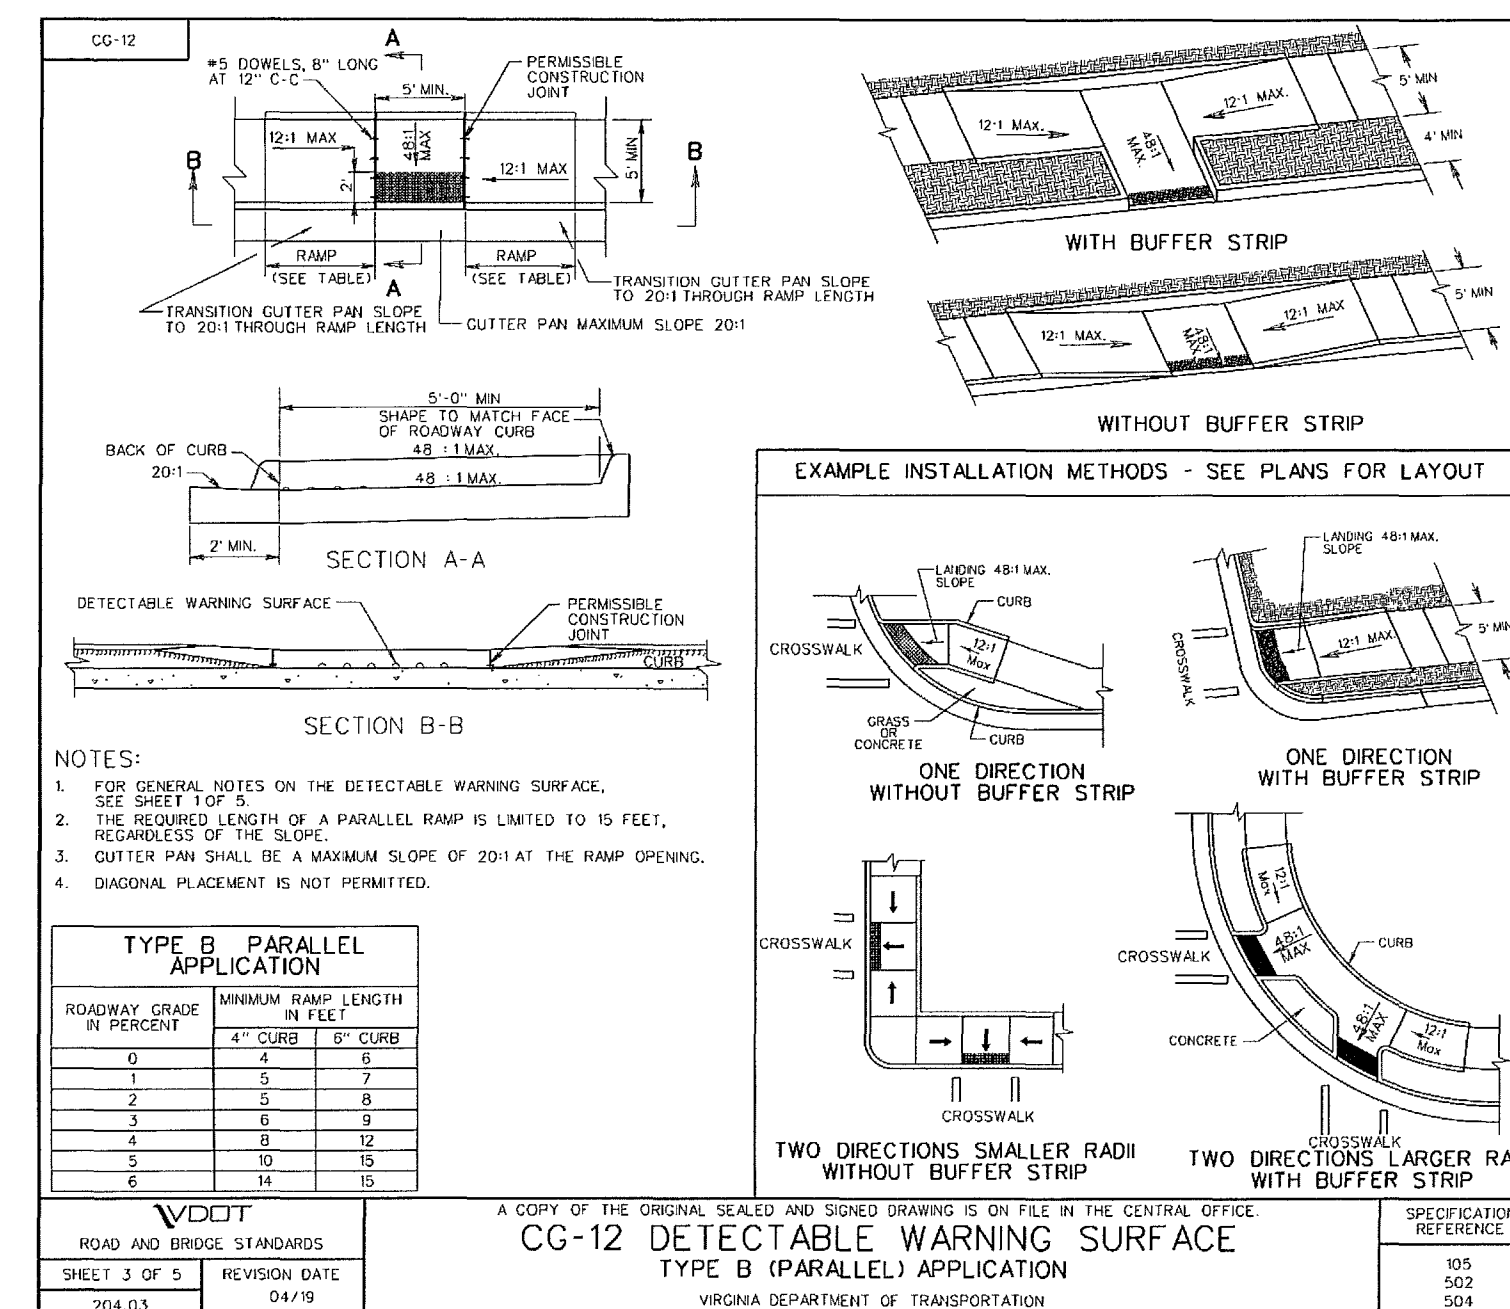 CG-12
#5 DOWELS, 8" LONG
AT 12" C-C
A
PERMISSIBLE
CONSTRUCTION
JOINT
5' MIN.
12:1 MAX
48:1
MAX
12:1 MAX
2'
5' MIN
B
B
RAMP
(SEE TABLE)
RAMP
(SEE TABLE)
A
TRANSITION GUTTER PAN SLOPE
TO 20:1 THROUGH RAMP LENGTH
TRANSITION GUTTER PAN SLOPE
TO 20:1 THROUGH RAMP LENGTH
GUTTER PAN MAXIMUM SLOPE 20:1
12:1 MAX.
12:1 MAX.
48:1
MAX.
5' MIN
4' MIN
WITH BUFFER STRIP
12:1 MAX.
48:1
MAX
12:1 MAX
5' MIN
WITHOUT BUFFER STRIP
5'-0" MIN
SHAPE TO MATCH FACE
OF ROADWAY CURB
BACK OF CURB
48 : 1 MAX.
20:1
48 : 1 MAX.
2' MIN.
SECTION A-A
DETECTABLE WARNING SURFACE
PERMISSIBLE
CONSTRUCTION
JOINT
CURB
SECTION B-B
NOTES:
1. FOR GENERAL NOTES ON THE DETECTABLE WARNING SURFACE,
SEE SHEET 1 OF 5.
2. THE REQUIRED LENGTH OF A PARALLEL RAMP IS LIMITED TO 15 FEET,
REGARDLESS OF THE SLOPE.
3. GUTTER PAN SHALL BE A MAXIMUM SLOPE OF 20:1 AT THE RAMP OPENING.
4. DIAGONAL PLACEMENT IS NOT PERMITTED.
TYPE B PARALLEL
APPLICATION
ROADWAY GRADE
IN PERCENT
MINIMUM RAMP LENGTH
IN FEET
4" CURB 6" CURB
0 4 6
1 5 7
2 5 8
3 6 9
4 8 12
5 10 15
6 14 15
EXAMPLE INSTALLATION METHODS - SEE PLANS FOR LAYOUT
LANDING 48:1 MAX.
SLOPE
CURB
CROSSWALK
12:1
Max
GRASS
OR
CONCRETE
CURB
ONE DIRECTION
WITHOUT BUFFER STRIP
LANDING 48:1 MAX.
SLOPE
CROSSWALK
12:1 MAX.
5' MIN
ONE DIRECTION
WITH BUFFER STRIP
CROSSWALK
CROSSWALK
TWO DIRECTIONS SMALLER RADII
WITHOUT BUFFER STRIP
12:1
Max
CROSSWALK
48:1
MAX
CURB
48:1
MAX
12:1
Max
CONCRETE
CROSSWALK
TWO DIRECTIONS LARGER RA
WITH BUFFER STRIP
VDOT
ROAD AND BRIDGE STANDARDS
SHEET 3 OF 5
REVISION DATE
04/19
204.03
A COPY OF THE ORIGINAL SEALED AND SIGNED DRAWING IS ON FILE IN THE CENTRAL OFFICE.
CG-12 DETECTABLE WARNING SURFACE
TYPE B (PARALLEL) APPLICATION
VIRGINIA DEPARTMENT OF TRANSPORTATION
SPECIFICATION
REFERENCE
105
502
504